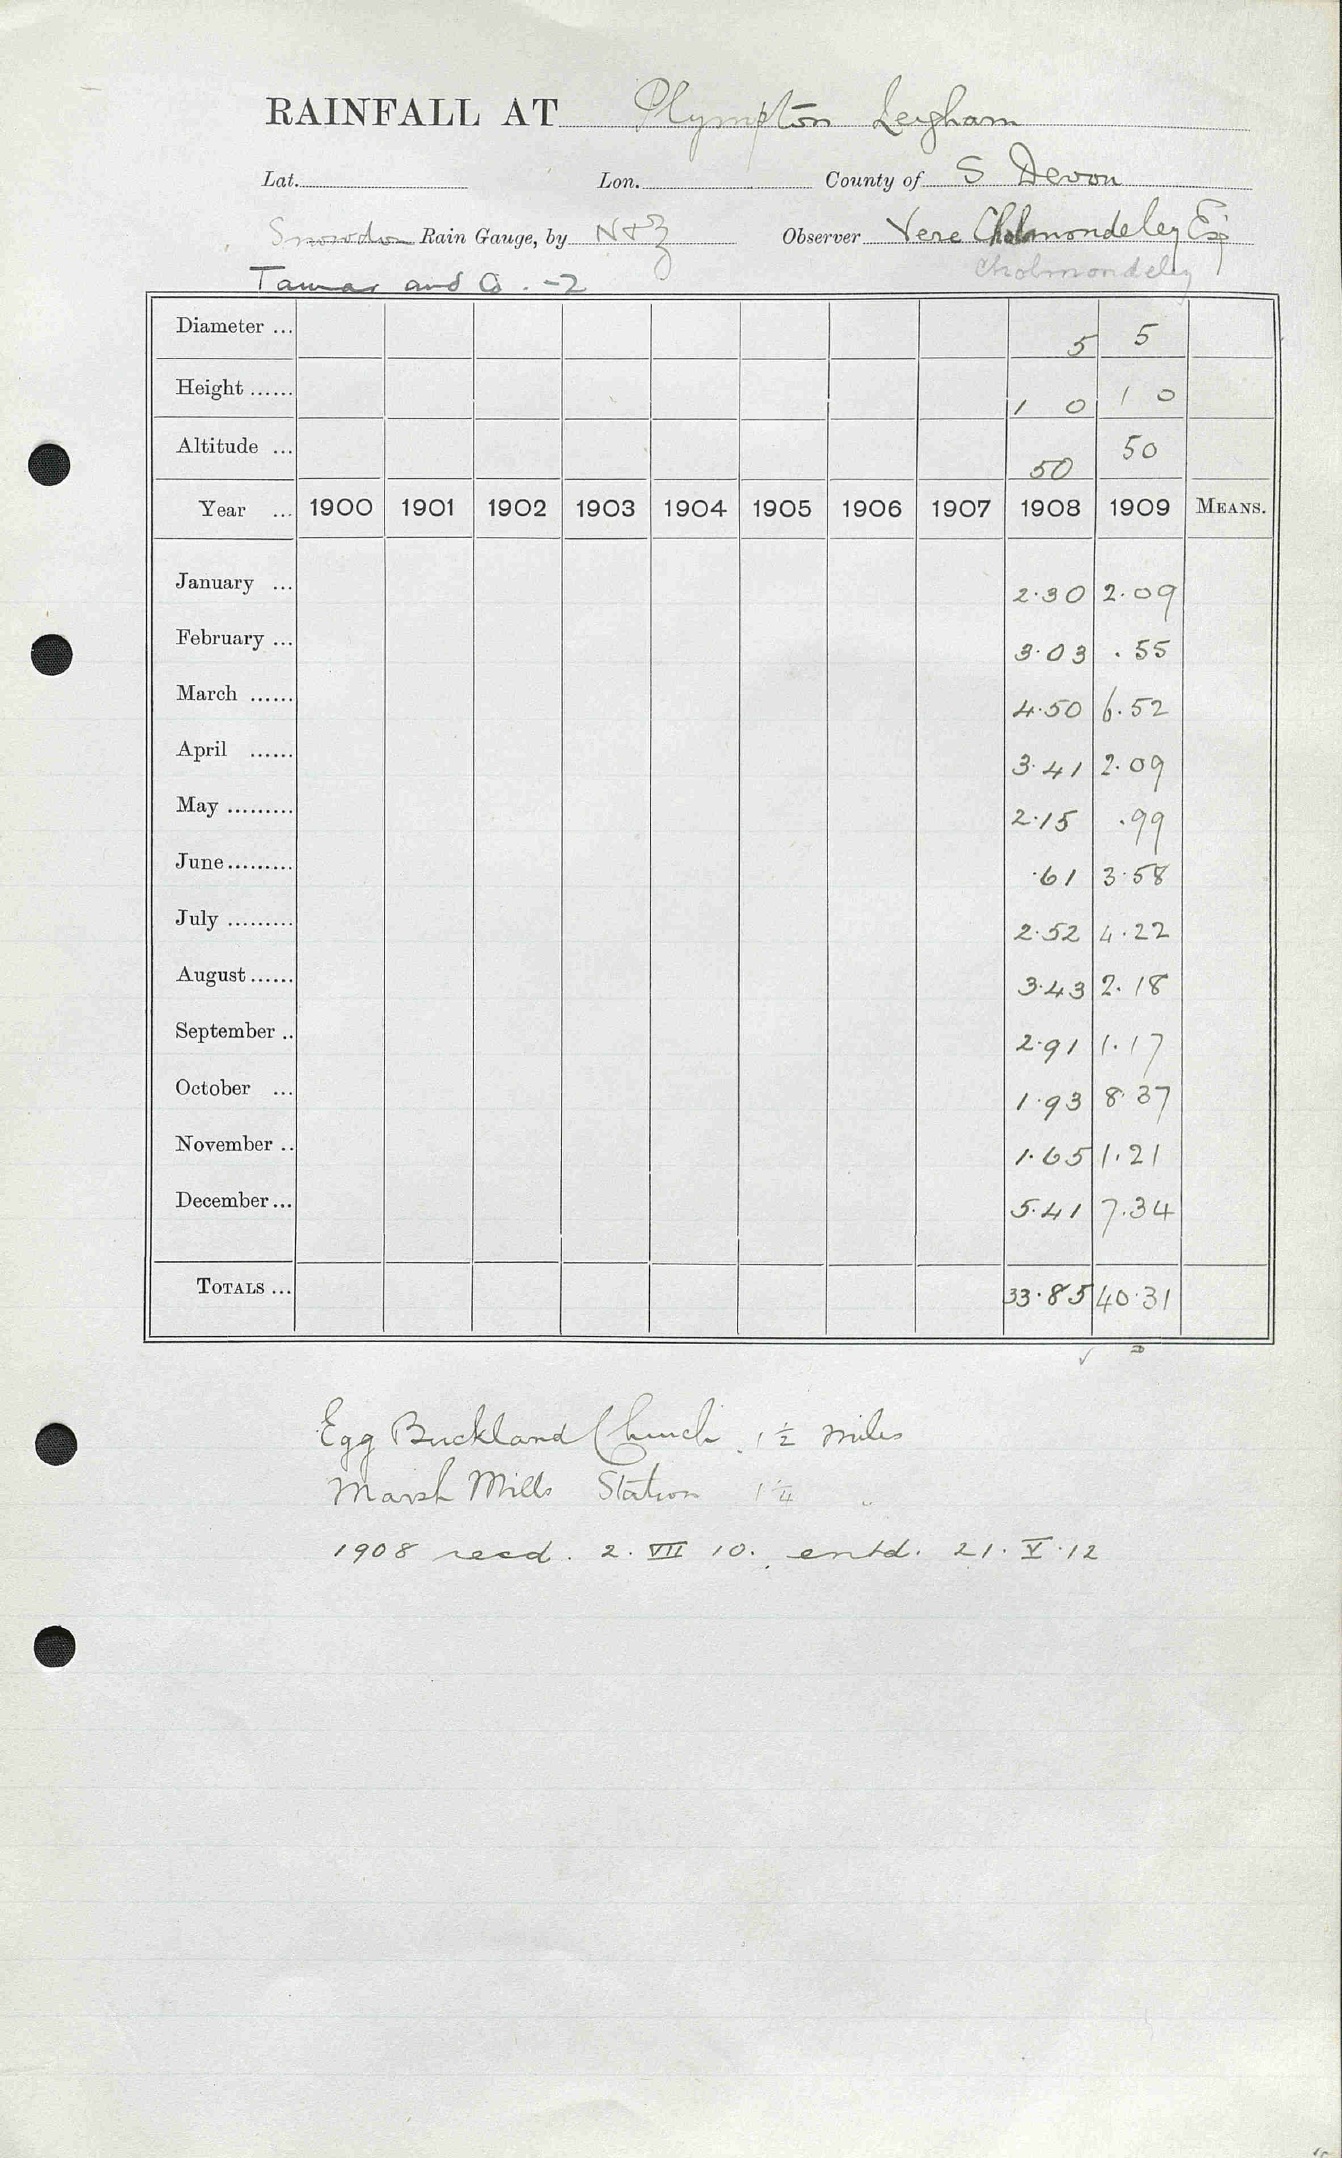 RAINFALL AT Plympton Leigham
Lat. Lon. County of S Devon
Snowdon Rain Gauge, by N & Z Observer Vere Cholmondeley Esq
Cholmondeley
Tamar and Co. -2
Diameter ... 5 5
Height ...... 1 0 1 0
Altitude ... 50 50
Year ... 1900 1901 1902 1903 1904 1905 1906 1907 1908 1909 MEANS.
January ... 2.30 2.09
February ... 3.03 .55
March ...... 4.50 6.52
April ...... 3.41 2.09
May ......... 2.15 .99
June ......... .61 3.58
July ......... 2.52 4.22
August ...... 3.43 2.18
September .. 2.91 1.17
October ... 1.93 8.37
November .. 1.65 1.21
December ... 5.41 7.34
TOTALS ... 33.85 40.31
Egg Buckland Church 1½ miles
Marsh Mills Station 1¼ "
1908 recd. 2. VII 10. entd. 21. V. 12